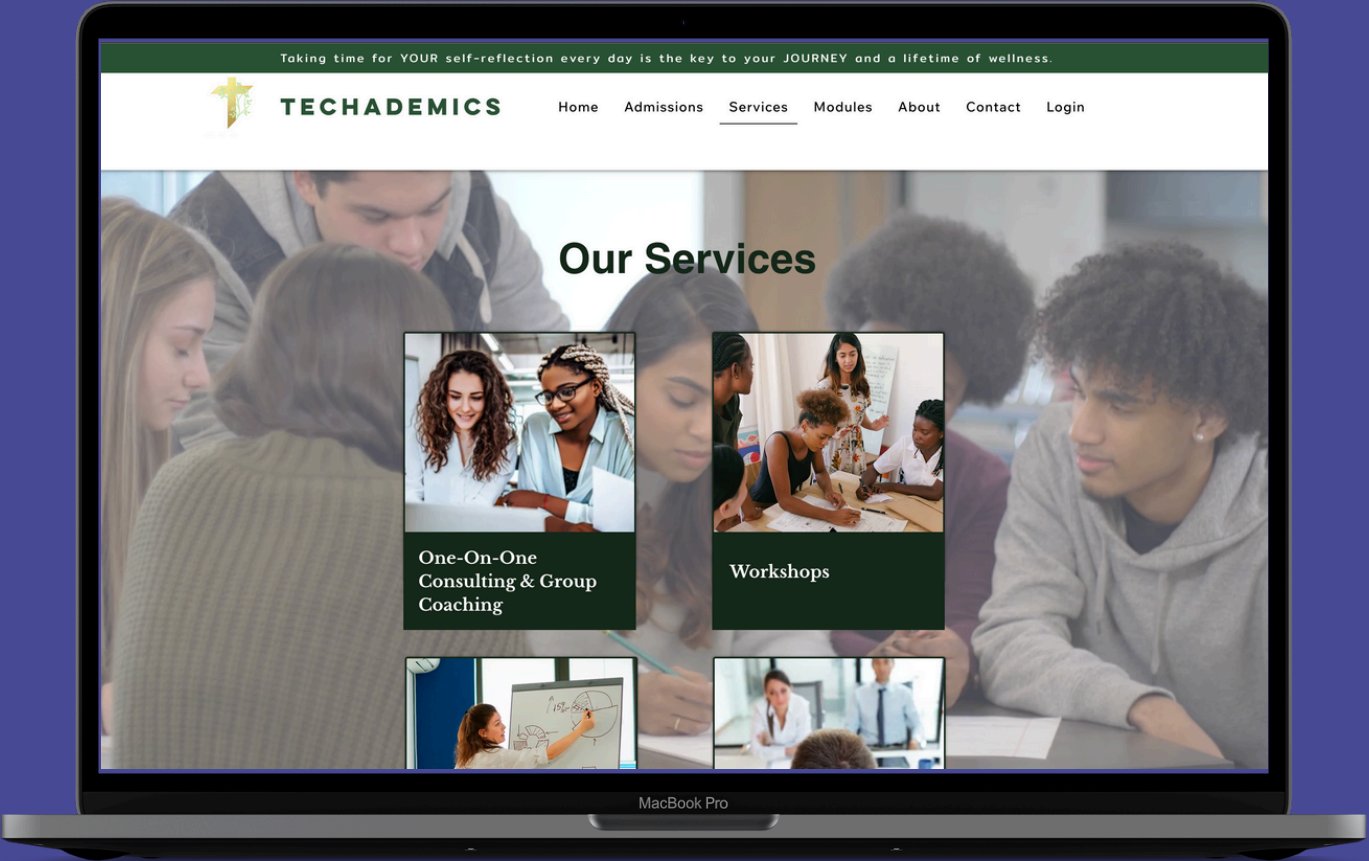 Taking time for YOUR self-reflection every day is the key to your JOURNEY and a lifetime of wellness.
TECHADEMICS
Home Admissions Services Modules About Contact Login
Our Services
One-On-One
Consulting & Group
Coaching
Workshops
MacBook Pro